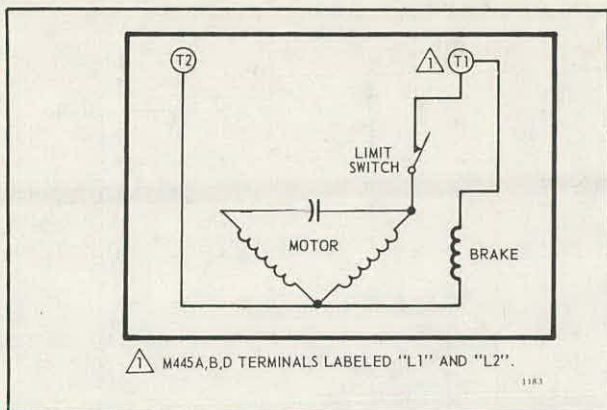 T2
1
T1
LIMIT
SWITCH
MOTOR
BRAKE
1 M445A,B,D TERMINALS LABELED "L1" AND "L2".
1183